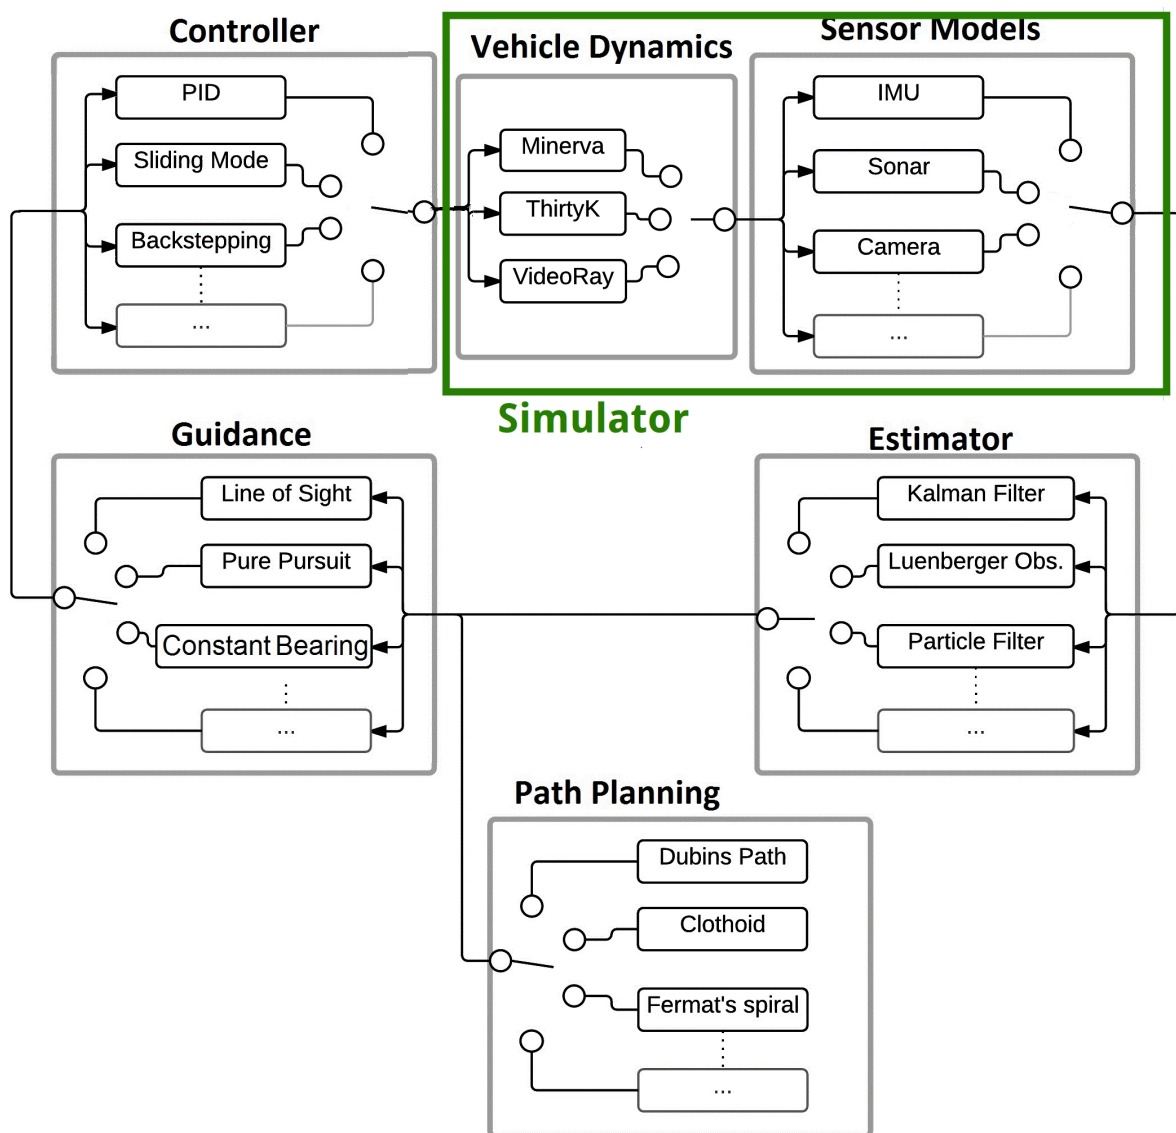 Controller
Vehicle Dynamics
Sensor Models
PID
Sliding Mode
Backstepping
...
Minerva
ThirtyK
VideoRay
IMU
Sonar
Camera
...
Simulator
Guidance
Estimator
Line of Sight
Pure Pursuit
Constant Bearing
...
Kalman Filter
Luenberger Obs.
Particle Filter
...
Path Planning
Dubins Path
Clothoid
Fermat's spiral
...